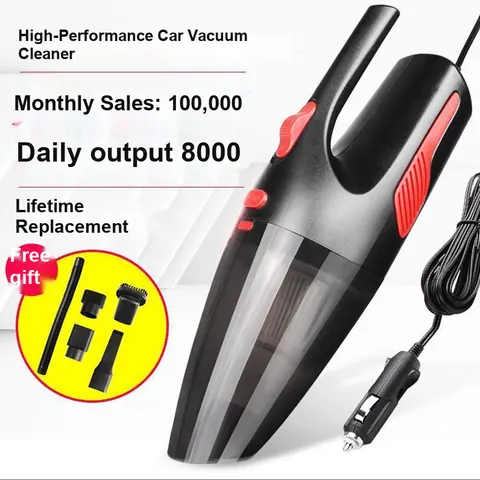 High-Performance Car Vacuum
Cleaner
Monthly Sales: 100,000
Daily output 8000
Lifetime
Replacement
Free
gift